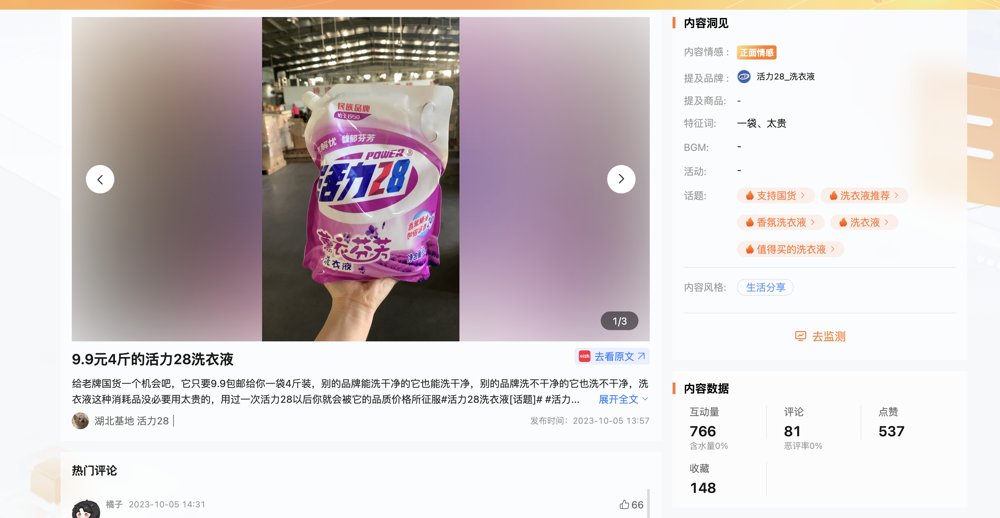 民族品牌
始于1950
解忧 馥郁芬芳
POWER®
活力28
香薰精油
加倍留香24h
薰衣芬芳
净含量
洗衣液
1/3
9.9元4斤的活力28洗衣液
小红书 去看原文
给老牌国货一个机会吧，它只要9.9包邮给你一袋4斤装，别的品牌能洗干净的它也能洗干净，别的品牌洗不干净的它也洗不干净，洗
衣液这种消耗品没必要用太贵的，用过一次活力28以后你就会被它的品质价格所征服#活力28洗衣液[话题]# #活力... 展开全文
湖北基地 活力28 发布时间：2023-10-05 13:57
热门评论
橘子 2023-10-05 14:31 66
内容洞见
内容情感： 正面情感
提及品牌： 活力28 活力28_洗衣液
提及商品: -
特征词: 一袋、太贵
BGM: -
活动: -
话题: 支持国货 洗衣液推荐
香氛洗衣液 洗衣液
值得买的洗衣液
内容风格: 生活分享
去监测
内容数据
互动量 评论 点赞
766 81 537
含水量0% 恶评率0%
收藏
148